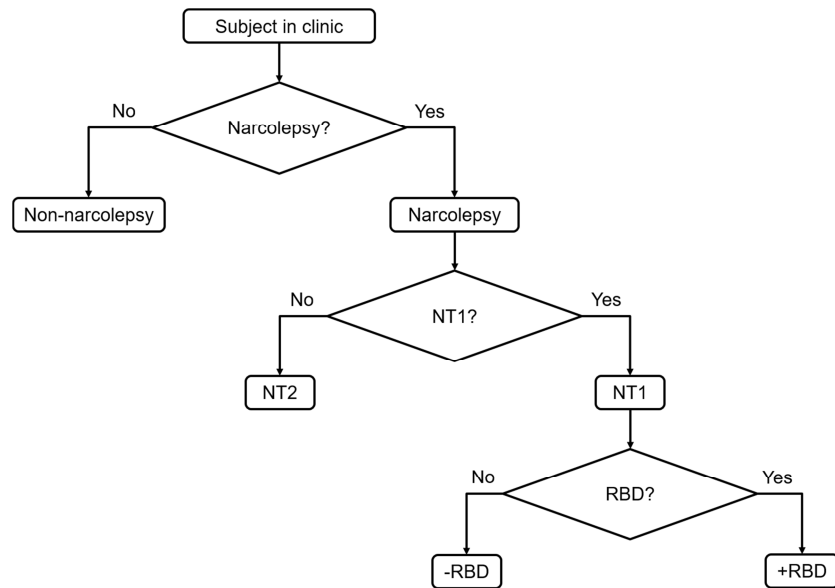 Subject in clinic
No
Yes
Narcolepsy?
Non-narcolepsy
Narcolepsy
No
Yes
NT1?
NT2
NT1
No
Yes
RBD?
-RBD
+RBD